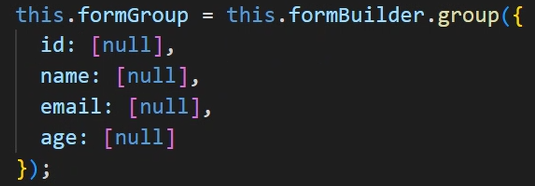 this.formGroup = this.formBuilder.group({
id: [null],
name: [null],
email: [null],
age: [null]
});